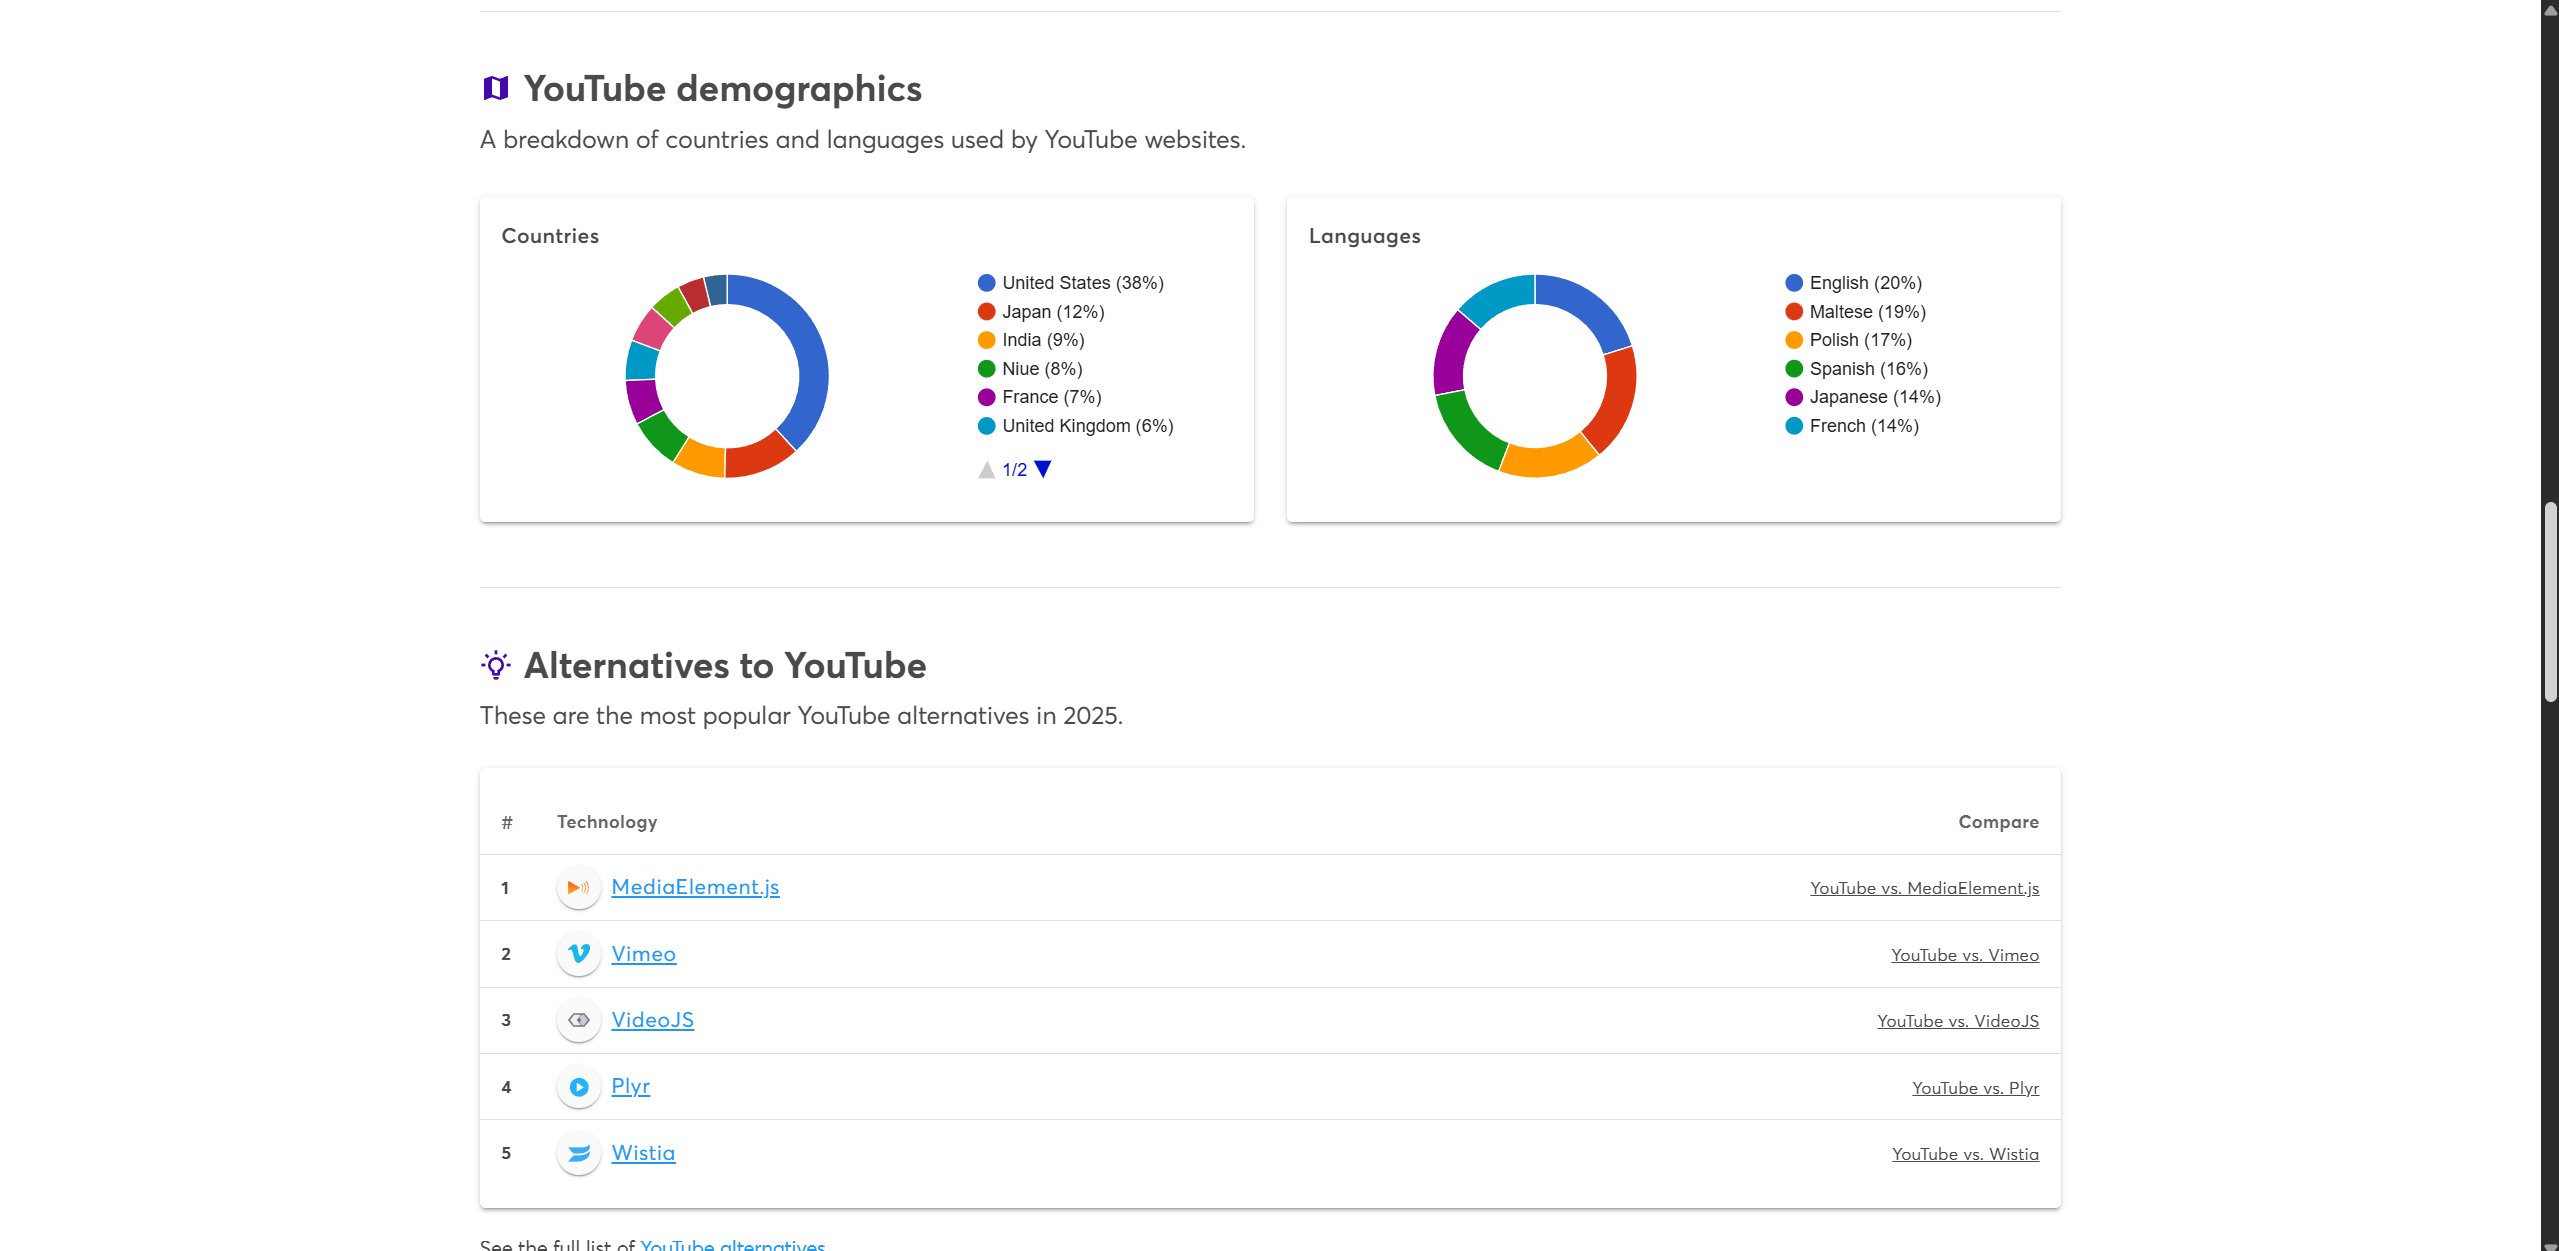 YouTube demographics
A breakdown of countries and languages used by YouTube websites.
Countries
United States (38%)
Japan (12%)
India (9%)
Niue (8%)
France (7%)
United Kingdom (6%)
1/2
Languages
English (20%)
Maltese (19%)
Polish (17%)
Spanish (16%)
Japanese (14%)
French (14%)
Alternatives to YouTube
These are the most popular YouTube alternatives in 2025.
# Technology Compare
1 MediaElement.js YouTube vs. MediaElement.js
2 Vimeo YouTube vs. Vimeo
3 VideoJS YouTube vs. VideoJS
4 Plyr YouTube vs. Plyr
5 Wistia YouTube vs. Wistia
See the full list of YouTube alternatives